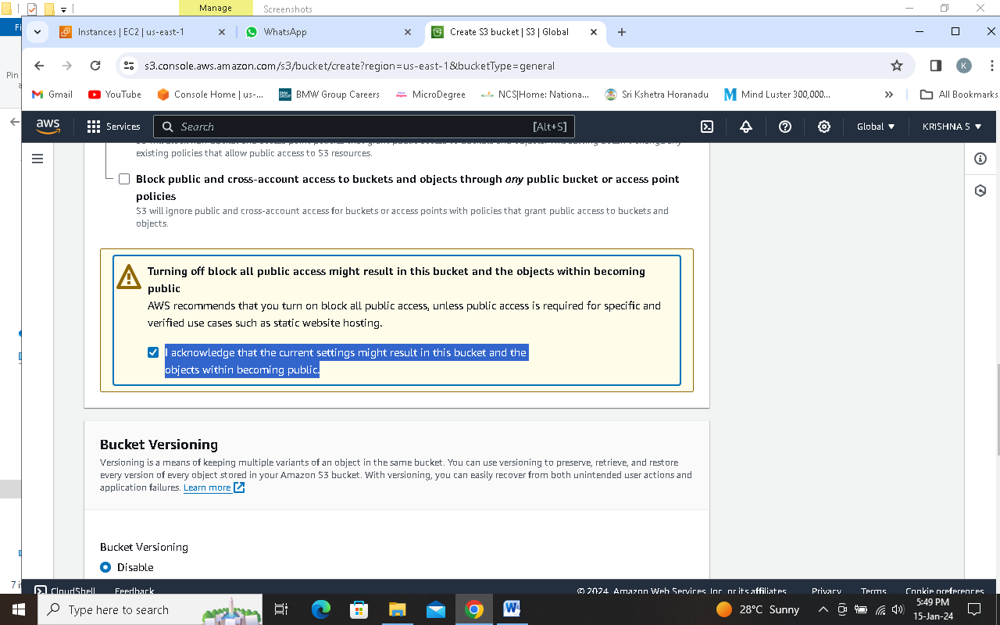 Manage
Screenshots
Fi
Instances | EC2 | us-east-1
WhatsApp
Create S3 bucket | S3 | Global
Pin
s3.console.aws.amazon.com/s3/bucket/create?region=us-east-1&bucketType=general
K
Gmail
YouTube
Console Home | us-...
BMW Group Careers
MicroDegree
NCS|Home: Nationa...
Sri Kshetra Horanadu
Mind Luster 300,000...
»
All Bookmarks
aws
Services
Search
[Alt+S]
Global
KRISHNA S
existing policies that allow public access to S3 resources.
Block public and cross-account access to buckets and objects through any public bucket or access point
policies
S3 will ignore public and cross-account access for buckets or access points with policies that grant public access to buckets and
objects.
Turning off block all public access might result in this bucket and the objects within becoming
public
AWS recommends that you turn on block all public access, unless public access is required for specific and
verified use cases such as static website hosting.
I acknowledge that the current settings might result in this bucket and the
objects within becoming public.
Bucket Versioning
Versioning is a means of keeping multiple variants of an object in the same bucket. You can use versioning to preserve, retrieve, and restore
every version of every object stored in your Amazon S3 bucket. With versioning, you can easily recover from both unintended user actions and
application failures. Learn more
Bucket Versioning
Disable
7 it
CloudShell
Feedback
© 2024, Amazon Web Services, Inc. or its affiliates.
Privacy
Terms
Cookie preferences
Type here to search
28°C Sunny
5:49 PM
15-Jan-24